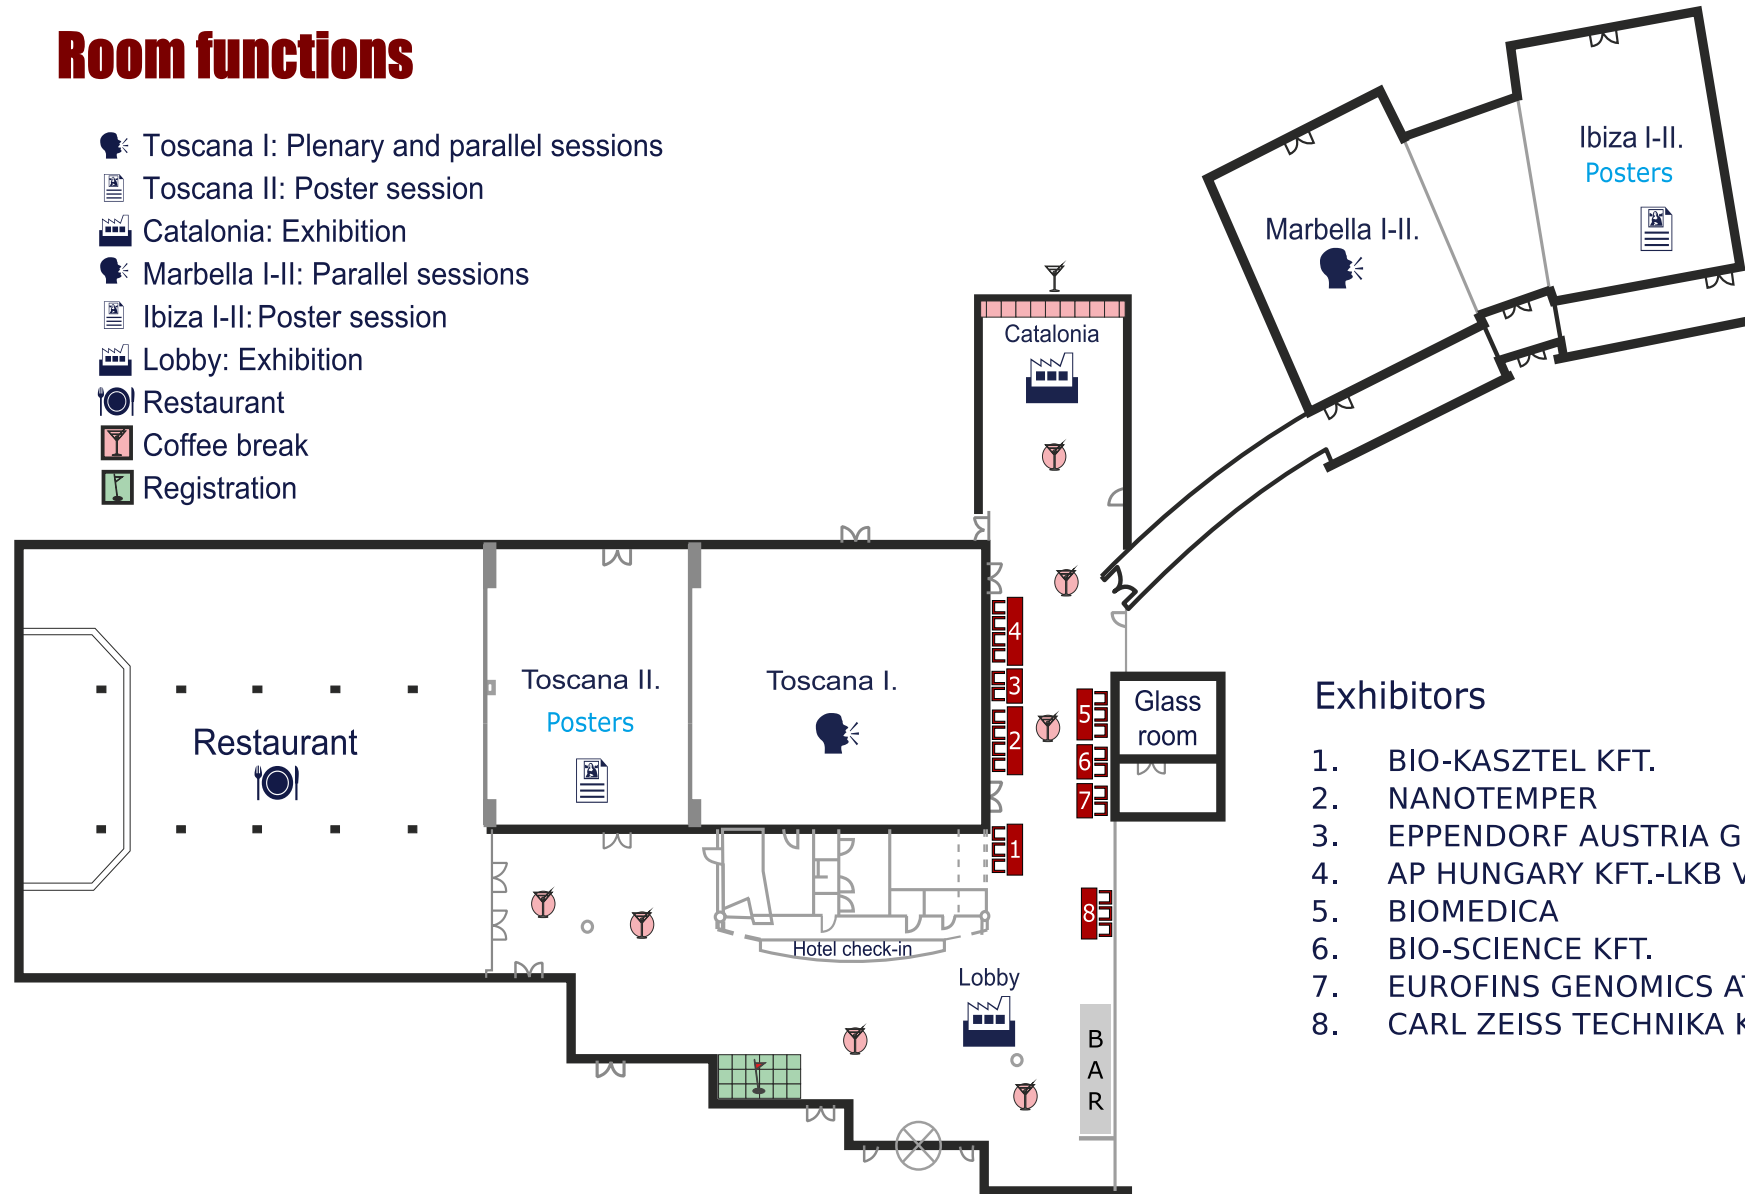 Room functions
Toscana I: Plenary and parallel sessions
Toscana II: Poster session
Catalonia: Exhibition
Marbella I-II: Parallel sessions
Ibiza I-II: Poster session
Lobby: Exhibition
Restaurant
Coffee break
Registration
Ibiza I-II.
Posters
Marbella I-II.
Catalonia
Toscana II.
Posters
Toscana I.
Restaurant
4
3
2
1
5
6
7
8
Glass
room
Hotel check-in
Lobby
B
A
R
Exhibitors
1. BIO-KASZTEL KFT.
2. NANOTEMPER
3. EPPENDORF AUSTRIA G
4. AP HUNGARY KFT.-LKB
5. BIOMEDICA
6. BIO-SCIENCE KFT.
7. EUROFINS GENOMICS
8. CARL ZEISS TECHNIKA